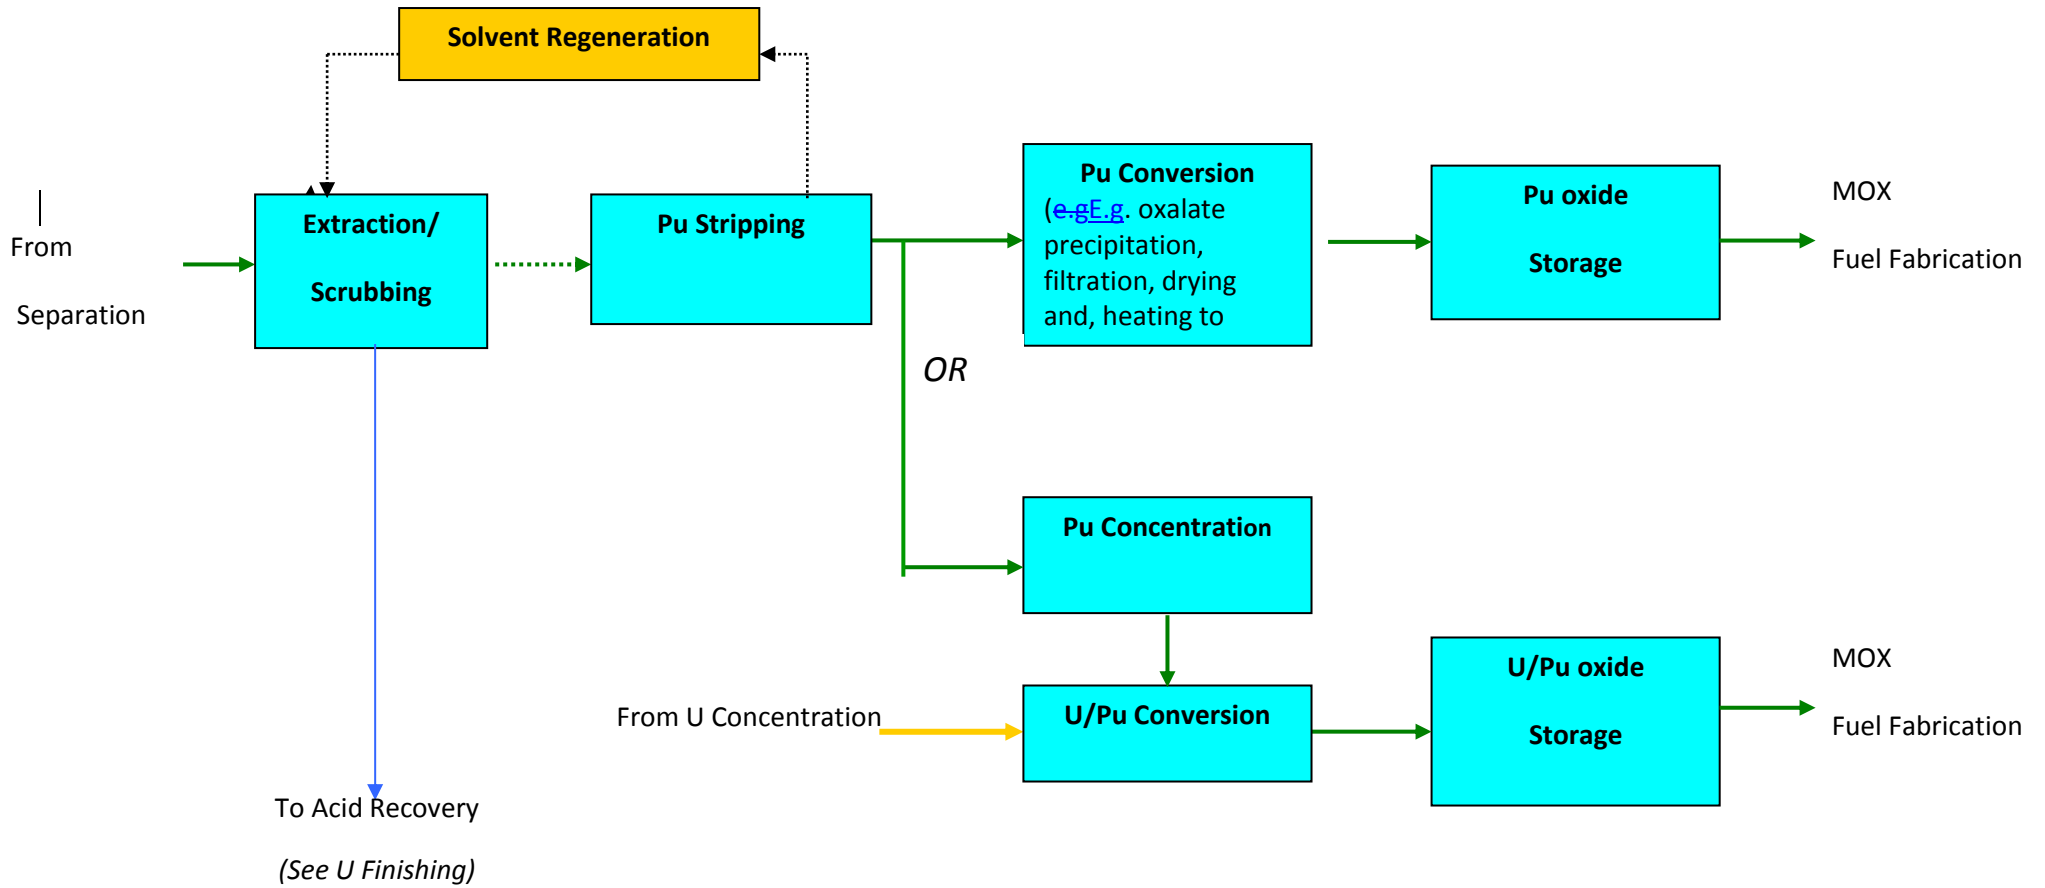 Solvent Regeneration
From
Separation
Extraction/
Scrubbing
Pu Stripping
Pu Conversion
(e.gE.g. oxalate
precipitation,
filtration, drying
and, heating to
Pu oxide
Storage
MOX
Fuel Fabrication
OR
Pu Concentration
From U Concentration
U/Pu Conversion
U/Pu oxide
Storage
MOX
Fuel Fabrication
To Acid Recovery
(See U Finishing)